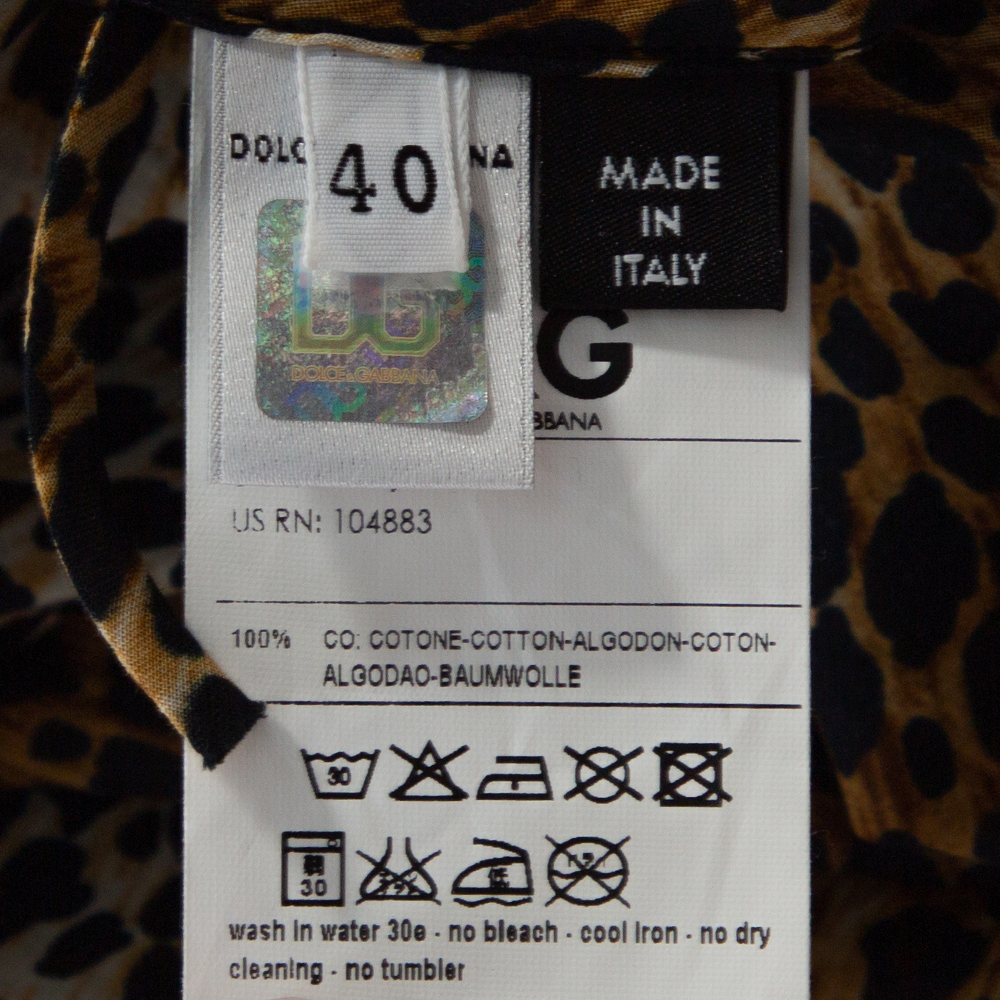 DOLC
NA
40
DG
DOLCE&GABBANA
MADE
IN
ITALY
G
BBANA
US RN: 104883
100% CO: COTONE-COTTON-ALGODON-COTON-
ALGODAO-BAUMWOLLE
30
30
wash in water 30e - no bleach - cool iron - no dry
cleaning - no tumbler